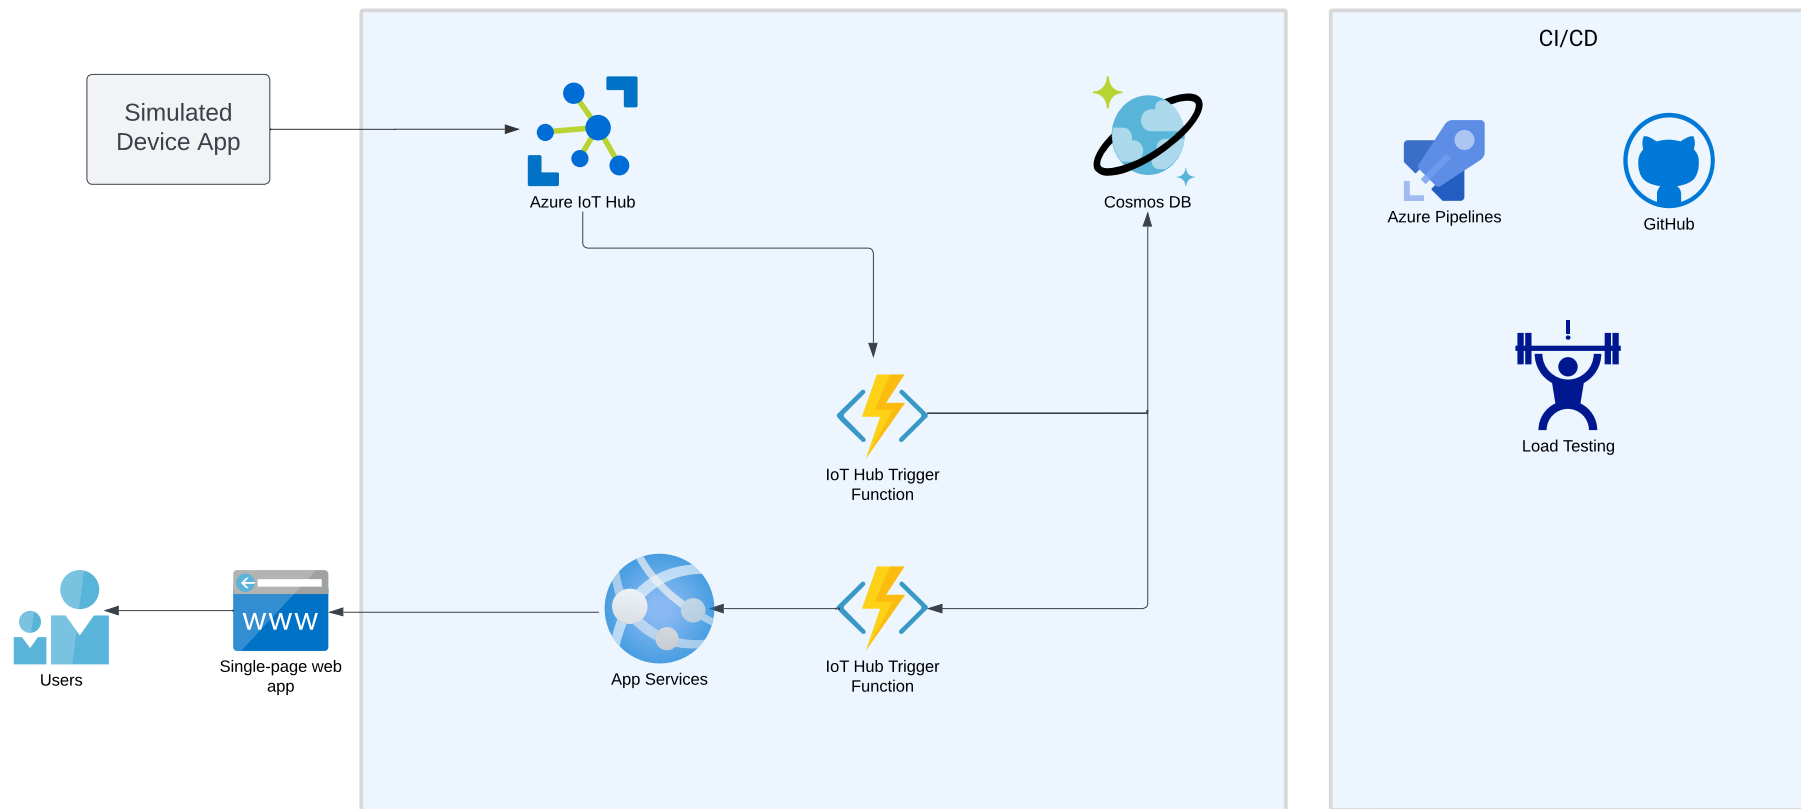 CI/CD
Simulated
Device App
Azure IoT Hub
Cosmos DB
Azure Pipelines
GitHub
Load Testing
IoT Hub Trigger
Function
Users
www
Single-page web
app
App Services
IoT Hub Trigger
Function